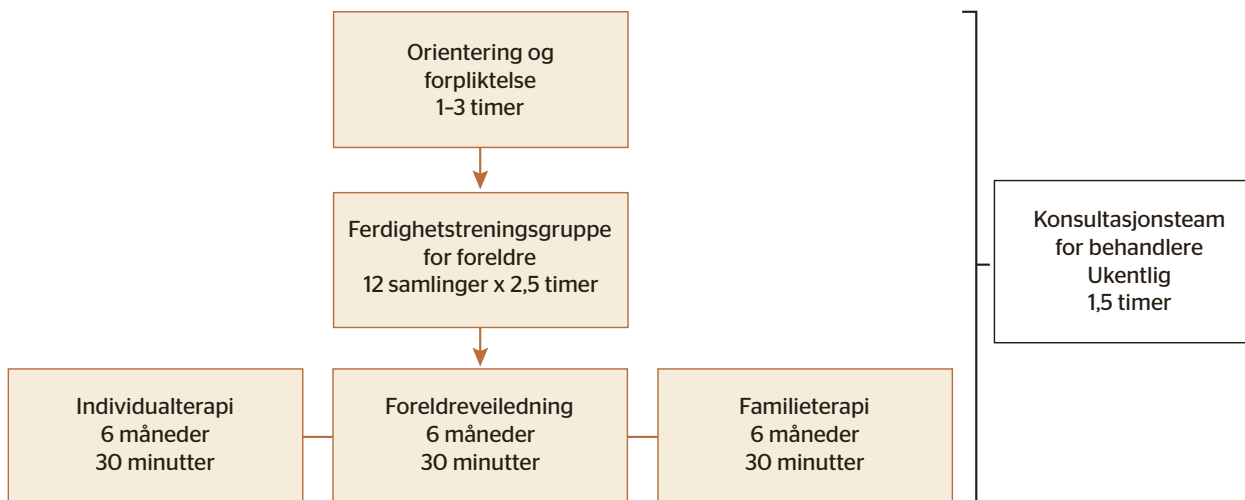 Orientering og
forpliktelse
1–3 timer
Ferdighetstreningsgruppe
for foreldre
12 samlinger x 2,5 timer
Konsultasjonsteam
for behandlere
Ukentlig
1,5 timer
Individualterapi
6 måneder
30 minutter
Foreldreveiledning
6 måneder
30 minutter
Familieterapi
6 måneder
30 minutter